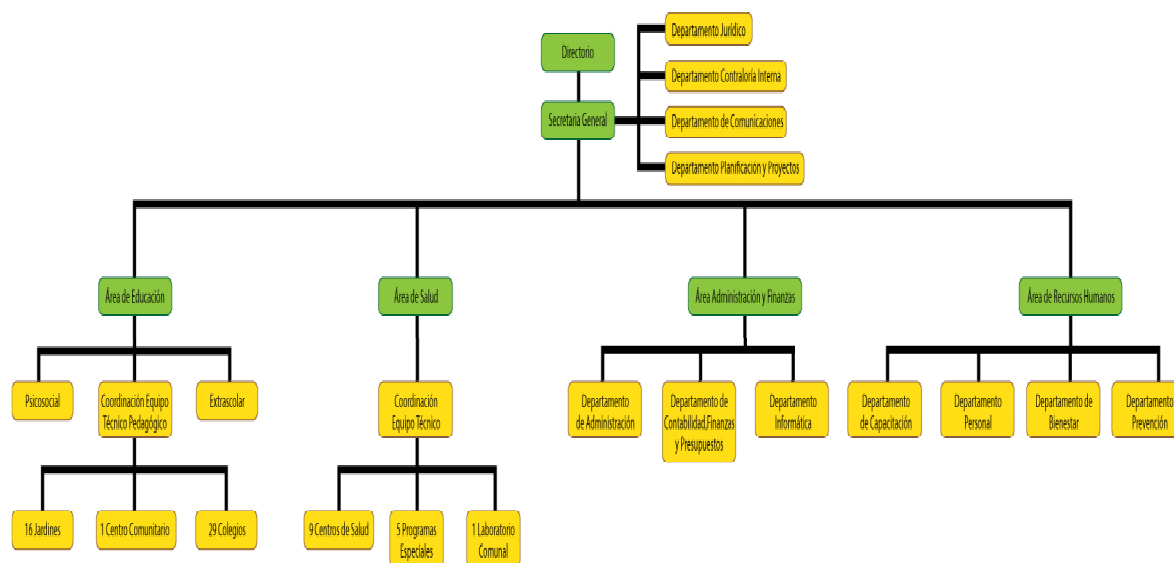 Departamento Jurídico
Directorio
Departamento Contraloría Interna
Secretaría General
Departamento de Comunicaciones
Departamento Planificación y Proyectos
Área de Educación
Área de Salud
Área Administración y Finanzas
Área de Recursos Humanos
Psicosocial
Coordinación Equipo
Técnico Pedagógico
Extrascolar
Coordinación
Equipo Técnico
Departamento
de Administración
Departamento de
Contabilidad,Finanzas
y Presupuestos
Departamento
Informática
Departamento
de Capacitación
Departamento
Personal
Departamento de
Bienestar
Departamento
Prevención
16 Jardines
1 Centro Comunitario
29 Colegios
9 Centros de Salud
5 Programas
Especiales
1 Laboratorio
Comunal